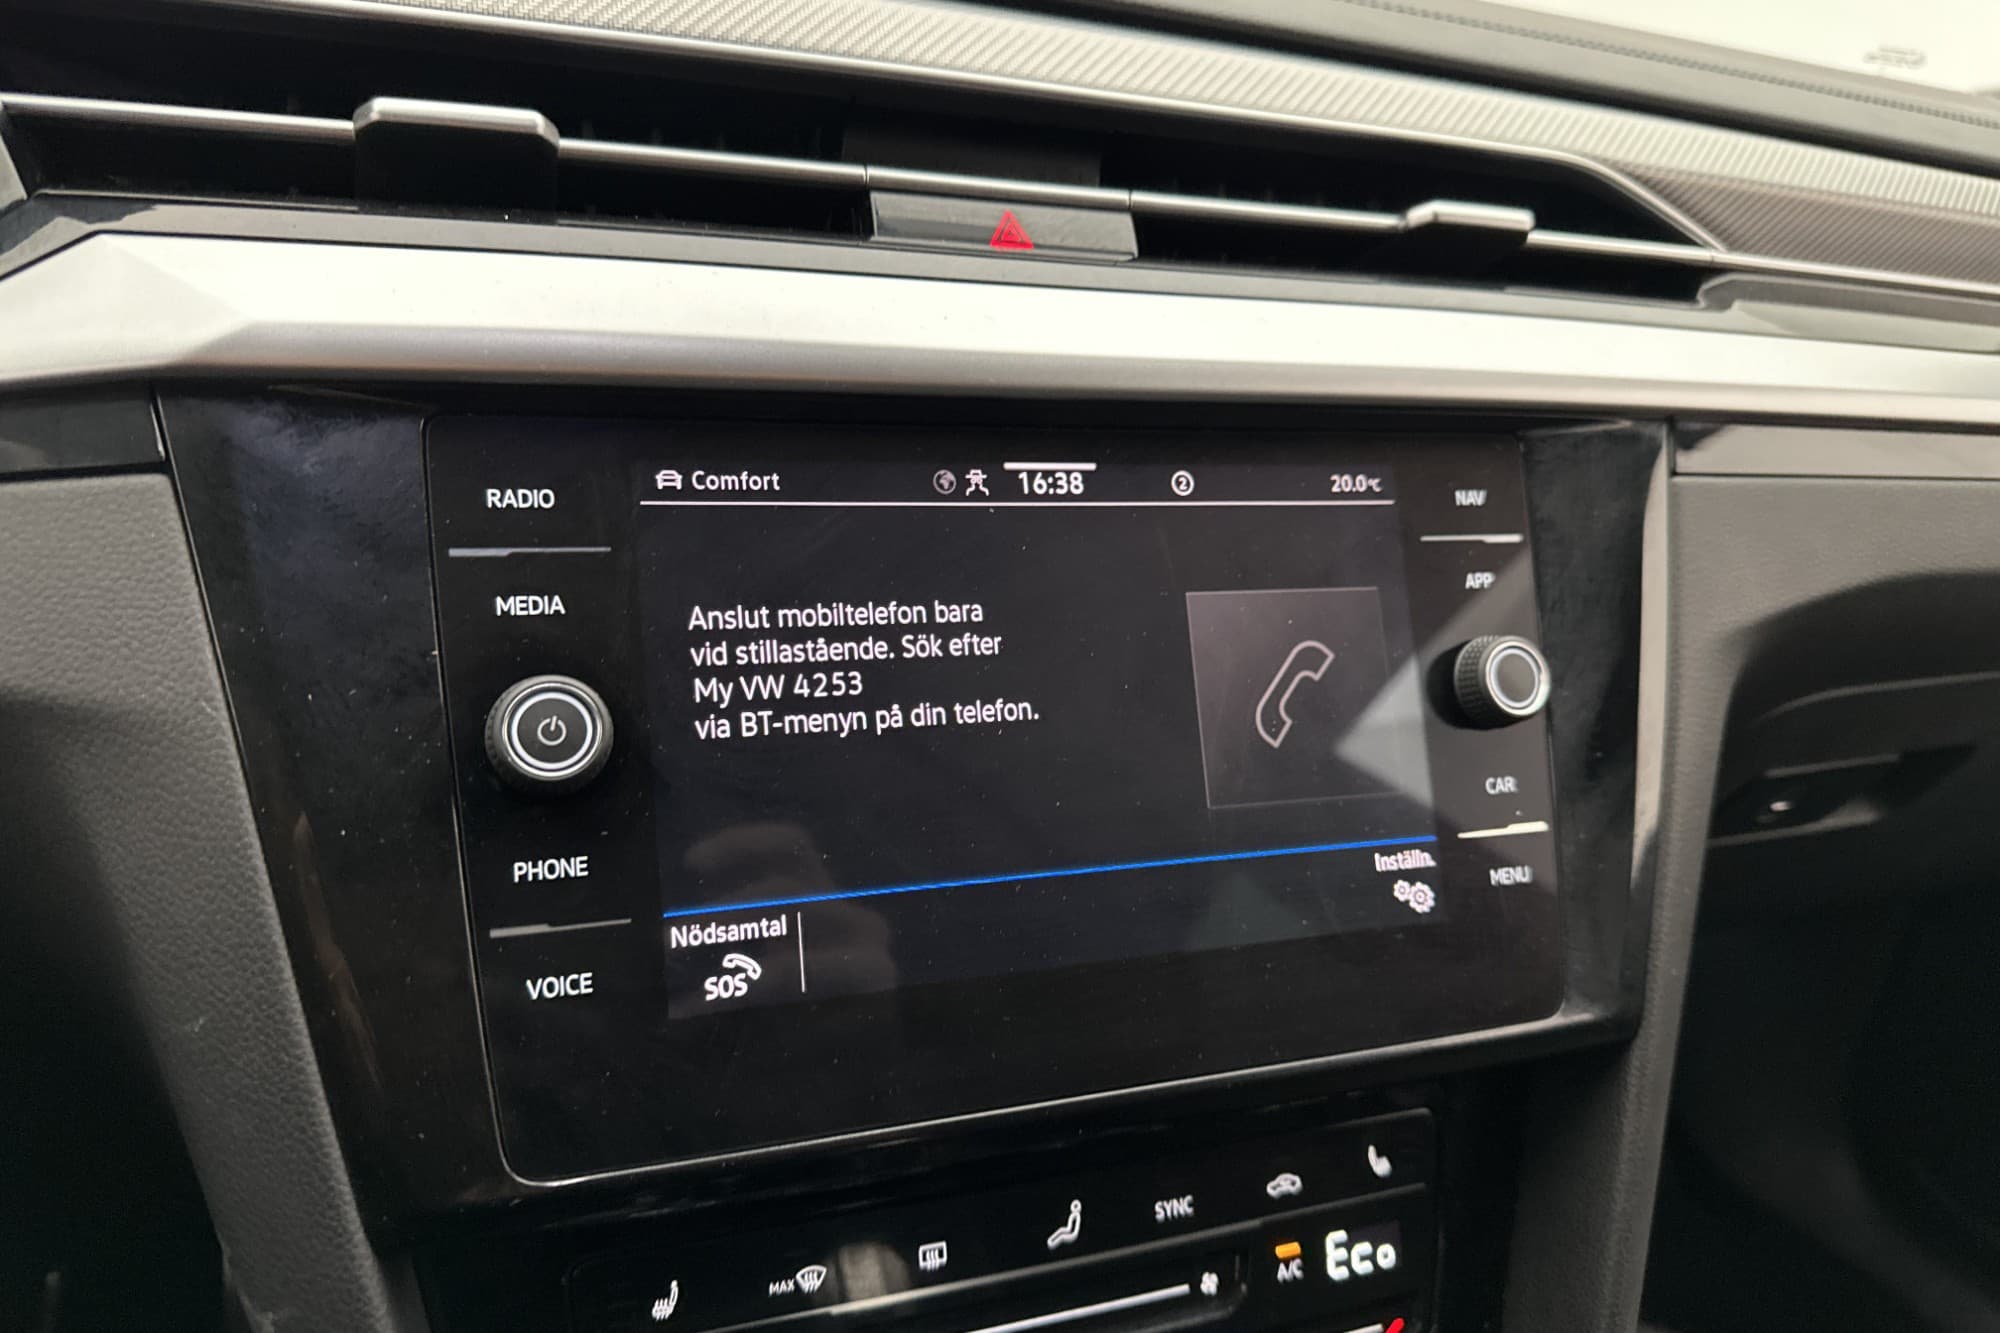 RADIO
MEDIA
PHONE
VOICE
Comfort
16:38
2
20.0°C
Anslut mobiltelefon bara
vid stillastående. Sök efter
My VW 4253
via BT-menyn på din telefon.
Nödsamtal
SOS
Inställn.
NAV
APP
CAR
MENU
MAX
SYNC
A/C
Eco